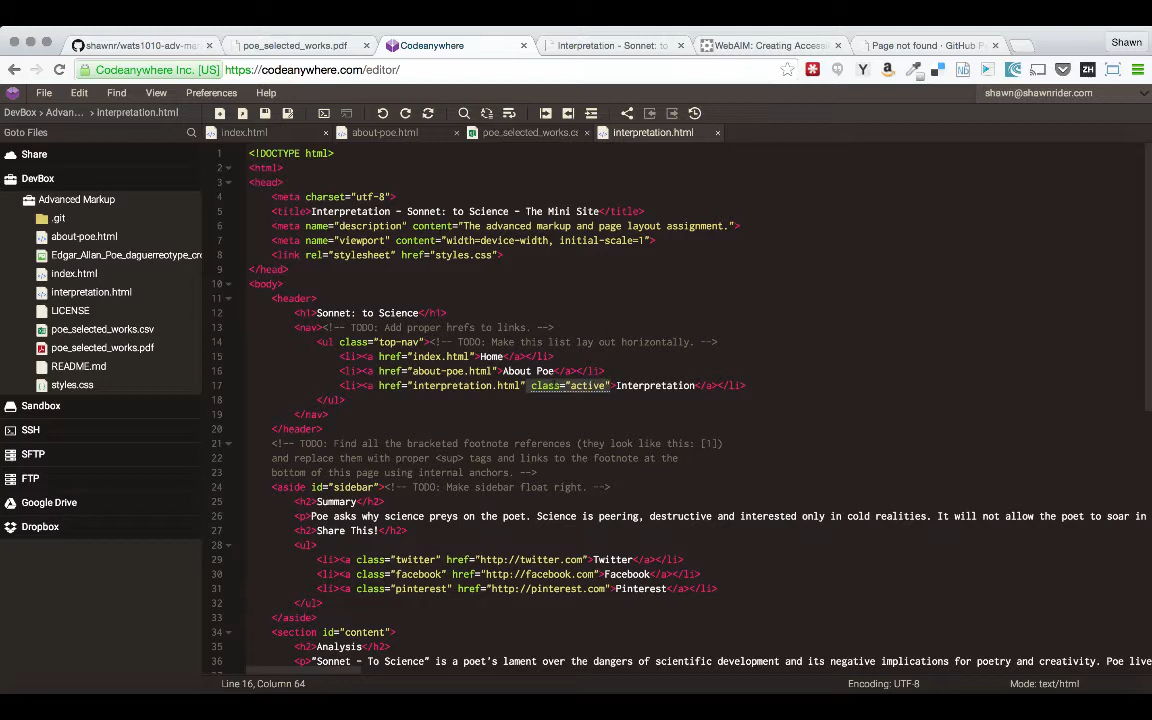 shawnr/wats1010-adv-ma
poe_selected_works.pdf
Codeanywhere
Interpretation - Sonnet: to
WebAIM: Creating Accessi
Page not found · GitHub P
Shawn
Codeanywhere Inc. [US] https://codeanywhere.com/editor/
File Edit Find View Preferences Help
shawn@shawnrider.com
DevBox > Advan... > Interpretation.html
Goto Files
index.html
about-poe.html
poe_selected_works.cs
interpretation.html
Share
DevBox
Advanced Markup
.git
about-poe.html
Edgar_Allan_Poe_daguerreotype_cro
index.html
interpretation.html
LICENSE
poe_selected_works.csv
poe_selected_works.pdf
README.md
styles.css
Sandbox
SSH
SFTP
FTP
Google Drive
Dropbox
1 <!DOCTYPE html>
2 <html>
3 <head>
4 <meta charset="utf-8">
5 <title>Interpretation - Sonnet: to Science - The Mini Site</title>
6 <meta name="description" content="The advanced markup and page layout assignment.">
7 <meta name="viewport" content="width=device-width, initial-scale=1">
8 <link rel="stylesheet" href="styles.css">
9 </head>
10 <body>
11 <header>
12 <h1>Sonnet: to Science</h1>
13 <nav><!-- TODO: Add proper hrefs to links. -->
14 <ul class="top-nav"><!-- TODO: Make this list lay out horizontally. -->
15 <li><a href="index.html">Home</a></li>
16 <li><a href="about-poe.html">About Poe</a></li>
17 <li><a href="interpretation.html" class="active">Interpretation</a></li>
18 </ul>
19 </nav>
20 </header>
21 <!-- TODO: Find all the bracketed footnote references (they look like this: [1])
22 and replace them with proper <sup> tags and links to the footnote at the
23 bottom of this page using internal anchors. -->
24 <aside id="sidebar"><!-- TODO: Make sidebar float right. -->
25 <h2>Summary</h2>
26 <p>Poe asks why science preys on the poet. Science is peering, destructive and interested only in cold realities. It will not allow the poet to soar in
27 <h2>Share This!</h2>
28 <ul>
29 <li><a class="twitter" href="http://twitter.com">Twitter</a></li>
30 <li><a class="facebook" href="http://facebook.com">Facebook</a></li>
31 <li><a class="pinterest" href="http://pinterest.com">Pinterest</a></li>
32 </ul>
33 </aside>
34 <section id="content">
35 <h2>Analysis</h2>
36 <p>"Sonnet - To Science" is a poet's lament over the dangers of scientific development and its negative implications for poetry and creativity. Poe live
Line 16, Column 64
Encoding: UTF-8
Mode: text/html